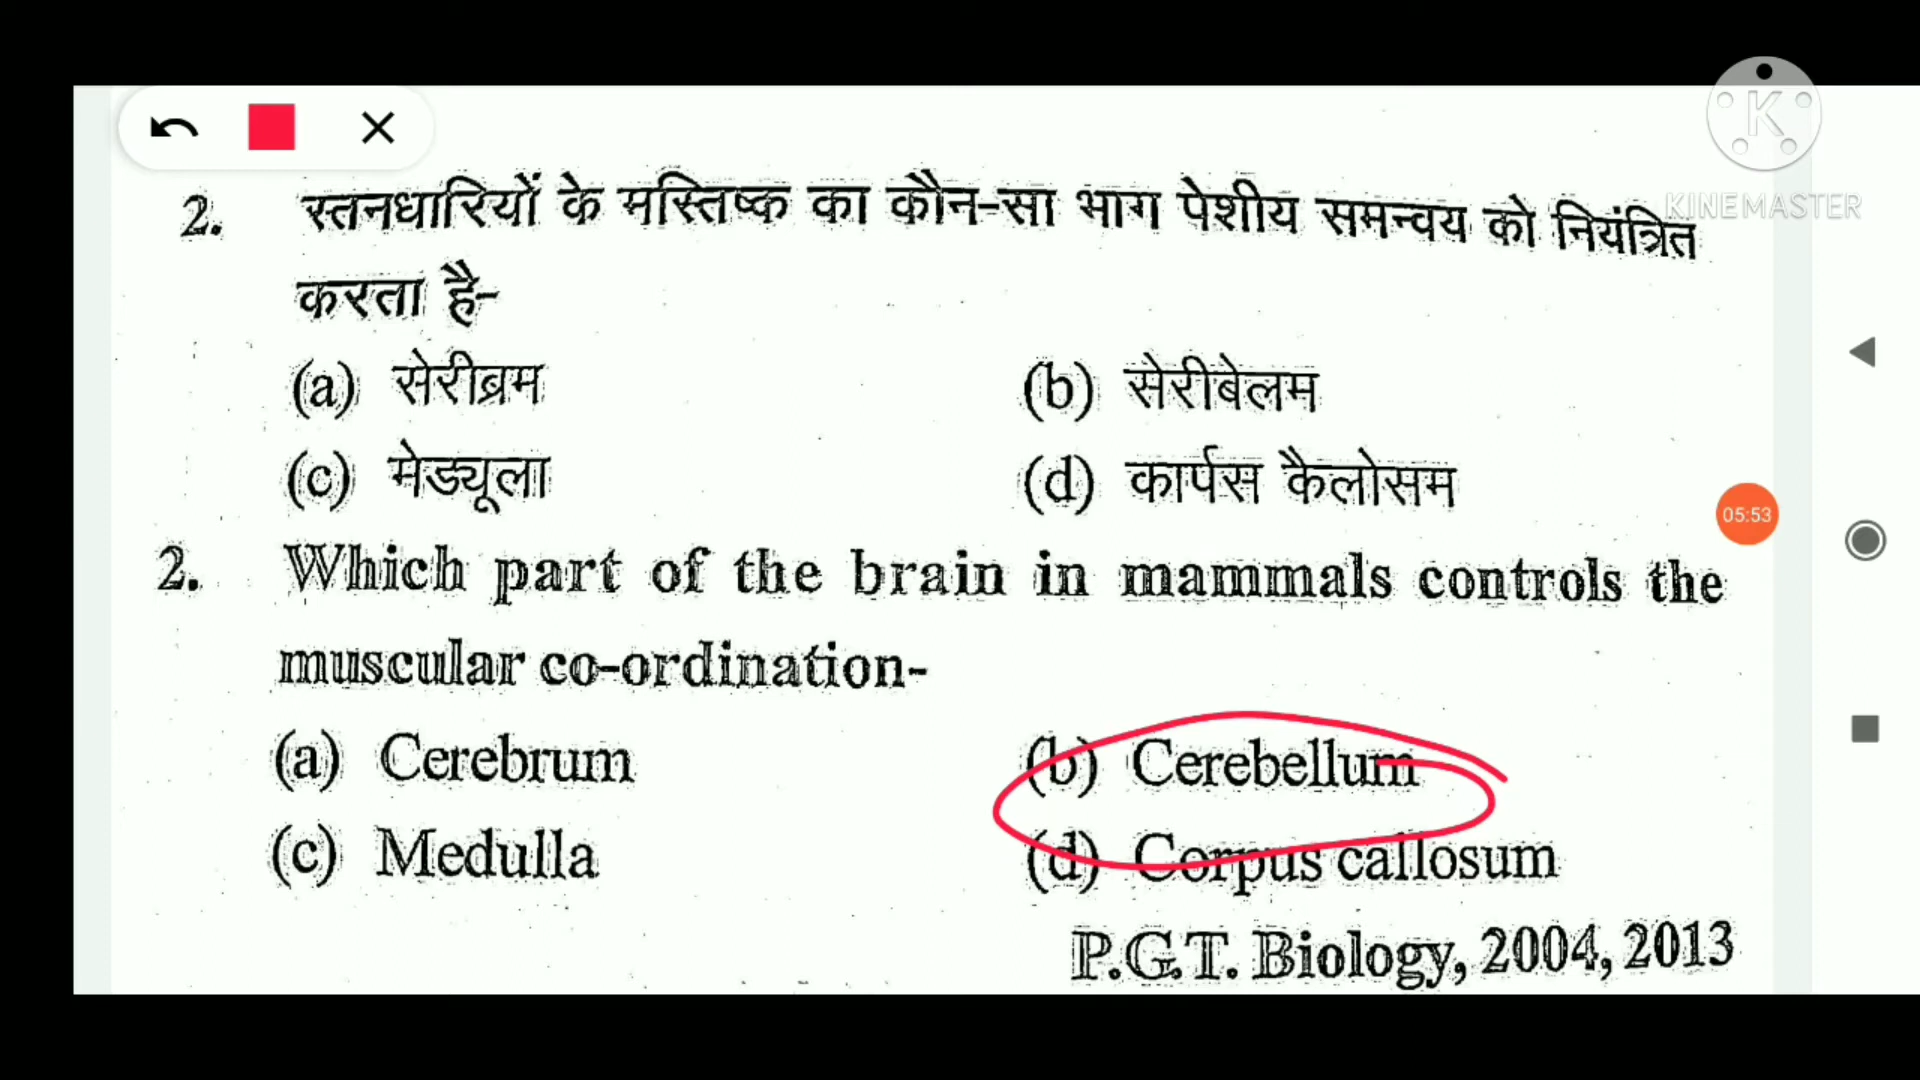 K
KINEMASTER
2. स्तनधारियों के मस्तिष्क का कौन-सा भाग पेशीय समन्वय को नियंत्रित
करता है-
(a) सेरीब्रम (b) सेरीबेलम
(c) मेड्यूला (d) कार्पस कैलोसम
05:53
2. Which part of the brain in mammals controls the
muscular co-ordination-
(a) Cerebrum (b) Cerebellum
(c) Medulla (d) Corpus callosum
P.G.T. Biology, 2004, 2013